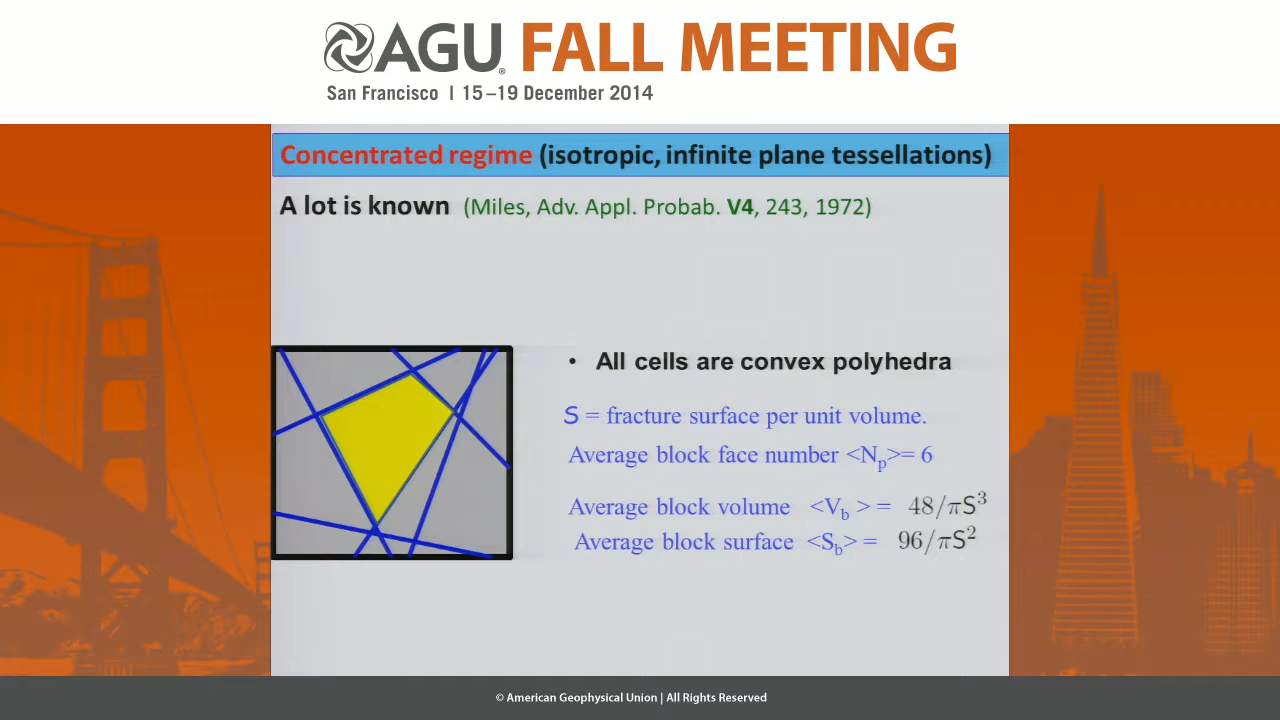 AGU FALL MEETING
San Francisco | 15–19 December 2014
Concentrated regime (isotropic, infinite plane tessellations)
A lot is known (Miles, Adv. Appl. Probab. V4, 243, 1972)
• All cells are convex polyhedra
S = fracture surface per unit volume.
Average block face number <Nₚ>= 6
Average block volume <V_b > = 48/πS³
Average block surface <S_b>= 96/πS²
© American Geophysical Union | All Rights Reserved